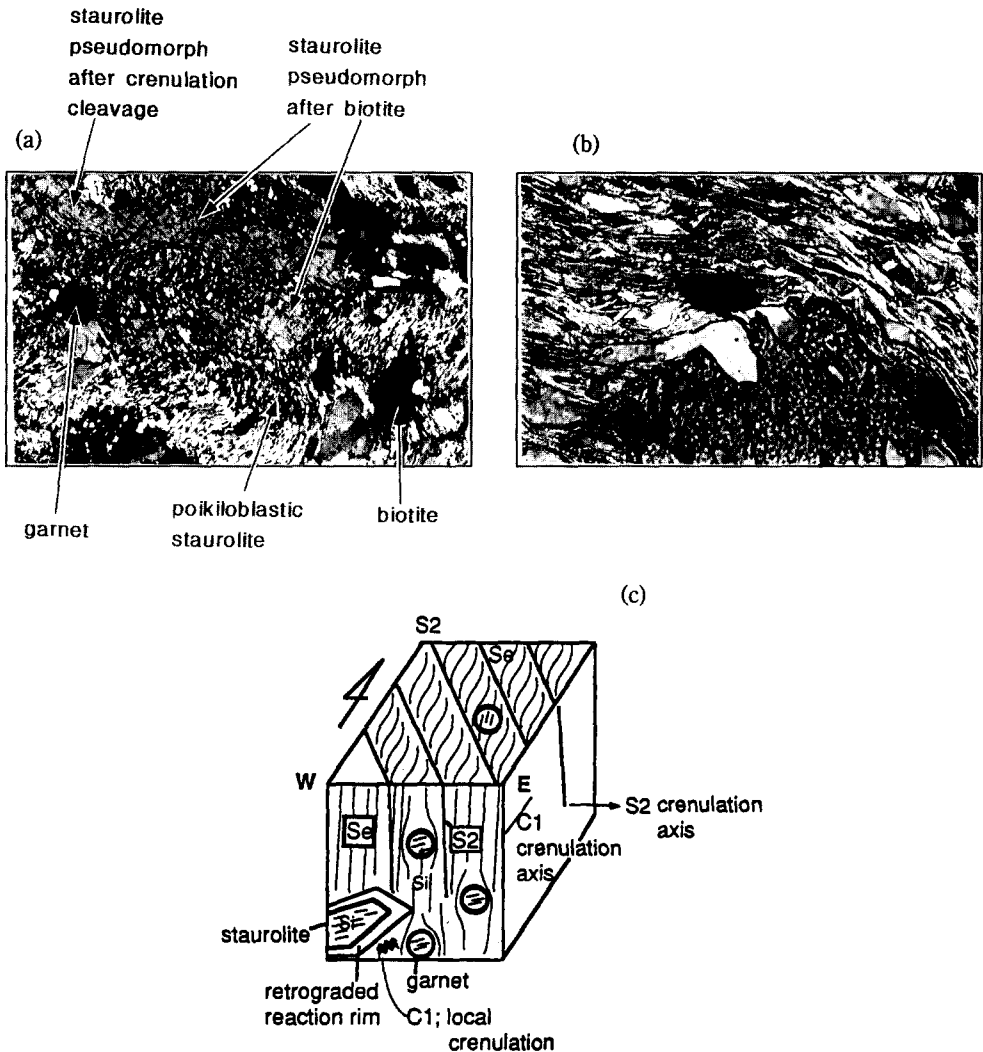 staurolite
pseudomorph
after crenulation
cleavage
staurolite
pseudomorph
after biotite
(a)
(b)
garnet
poikiloblastic
staurolite
biotite
(c)
S2
Se
W
E
Se
S2
Si
C1
crenulation
axis
S2 crenulation
axis
staurolite
Si
retrograded
reaction rim
garnet
C1; local
crenulation